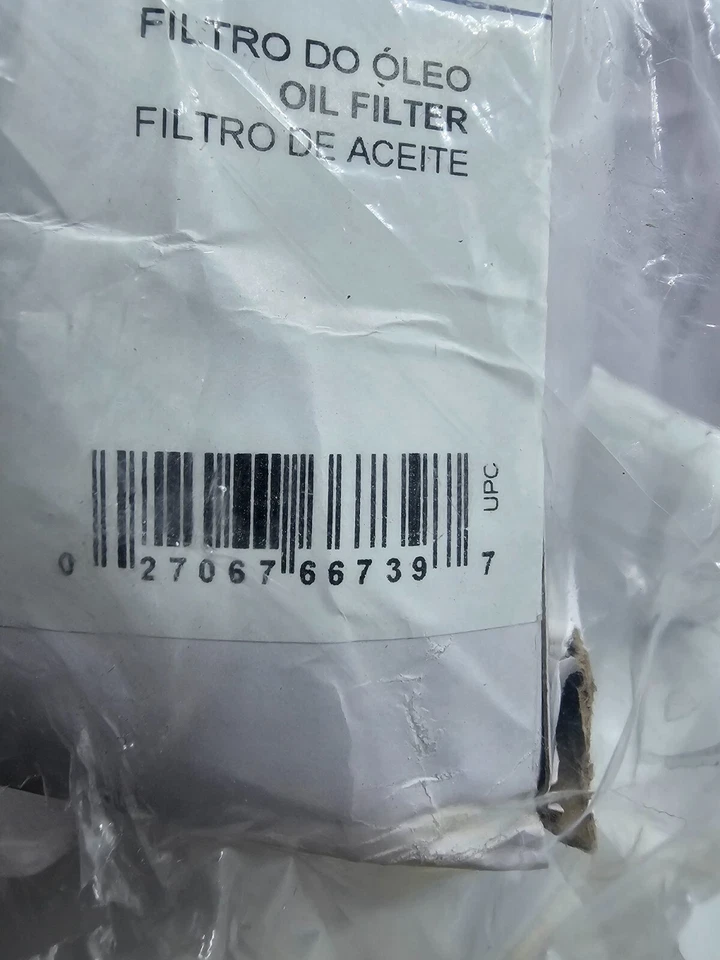 FILTRO DO ÓLEO
OIL FILTER
FILTRO DE ACEITE
UPC
0 27067 66739 7